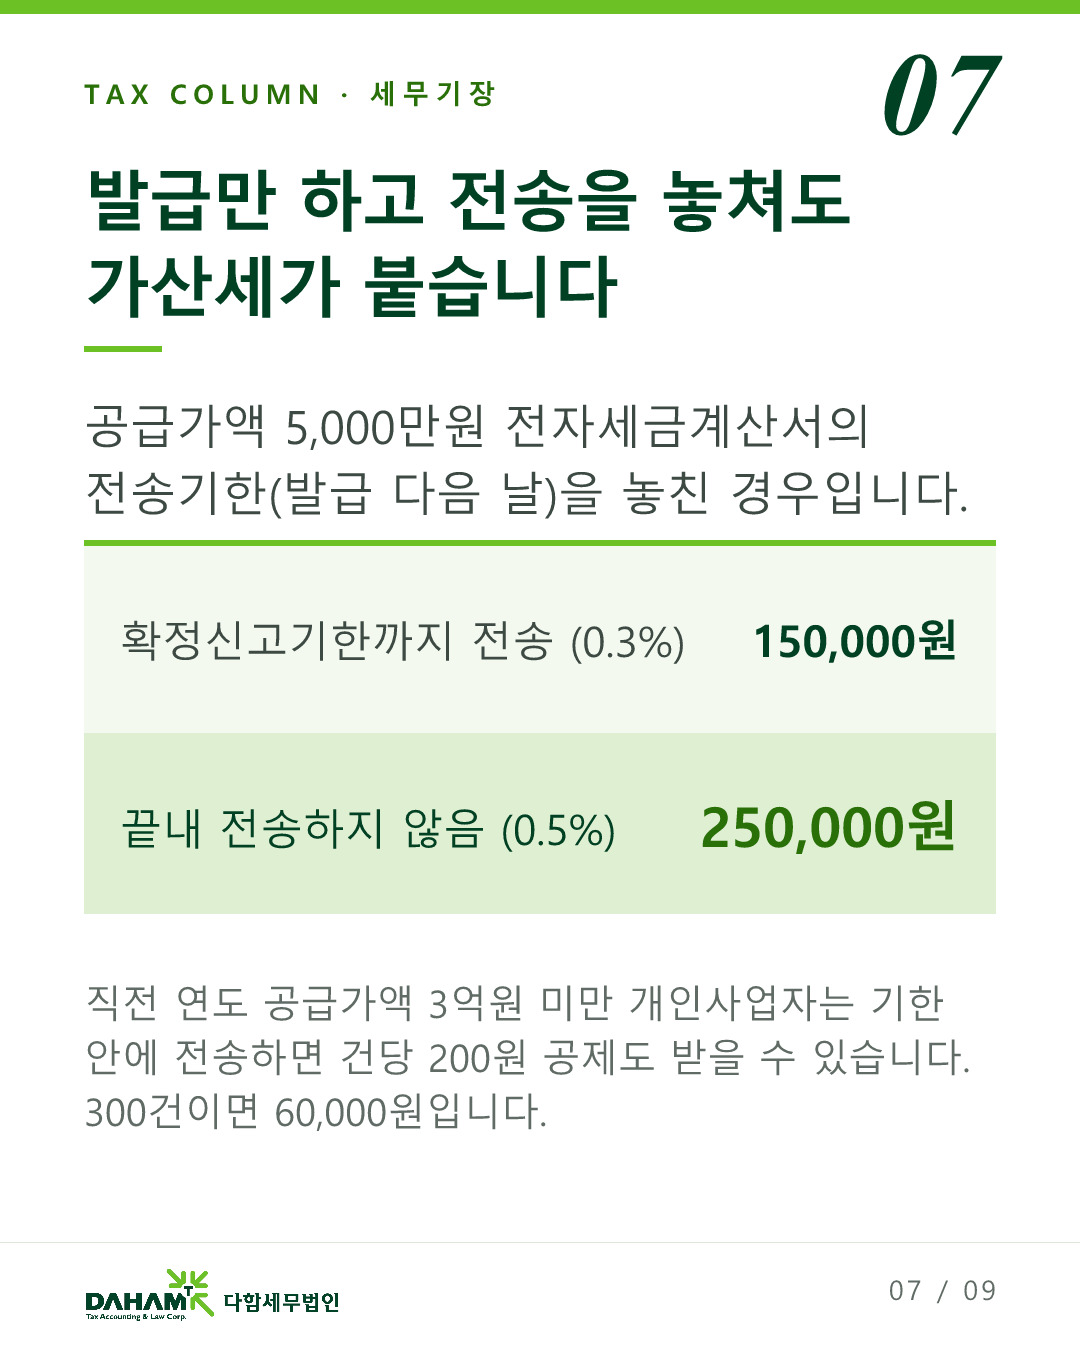 TAX COLUMN · 세무기장
07
발급만 하고 전송을 놓쳐도
가산세가 붙습니다
공급가액 5,000만원 전자세금계산서의
전송기한(발급 다음 날)을 놓친 경우입니다.
확정신고기한까지 전송 (0.3%) 150,000원
끝내 전송하지 않음 (0.5%) 250,000원
직전 연도 공급가액 3억원 미만 개인사업자는 기한
안에 전송하면 건당 200원 공제도 받을 수 있습니다.
300건이면 60,000원입니다.
DAHAM T 다함세무법인
Tax Accounting & Law Corp.
07 / 09